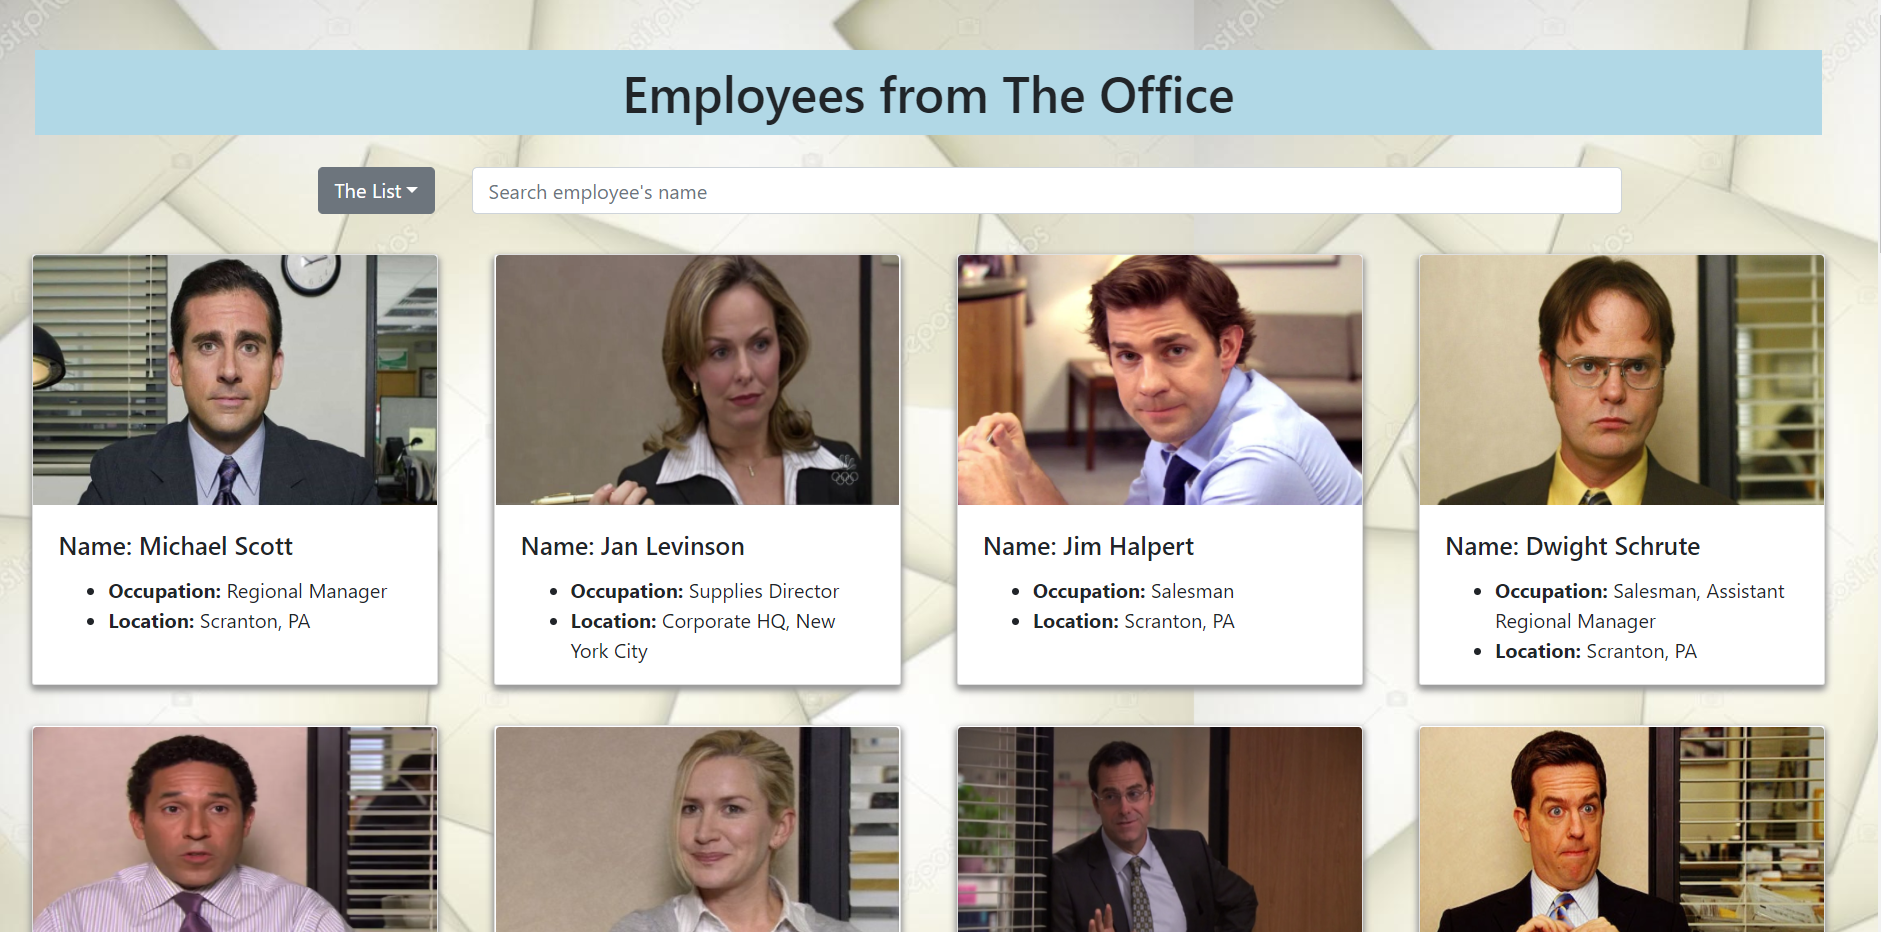 Employees from The Office
The List
Search employee's name
Name: Michael Scott
Occupation: Regional Manager
Location: Scranton, PA
Name: Jan Levinson
Occupation: Supplies Director
Location: Corporate HQ, New
York City
Name: Jim Halpert
Occupation: Salesman
Location: Scranton, PA
Name: Dwight Schrute
Occupation: Salesman, Assistant
Regional Manager
Location: Scranton, PA